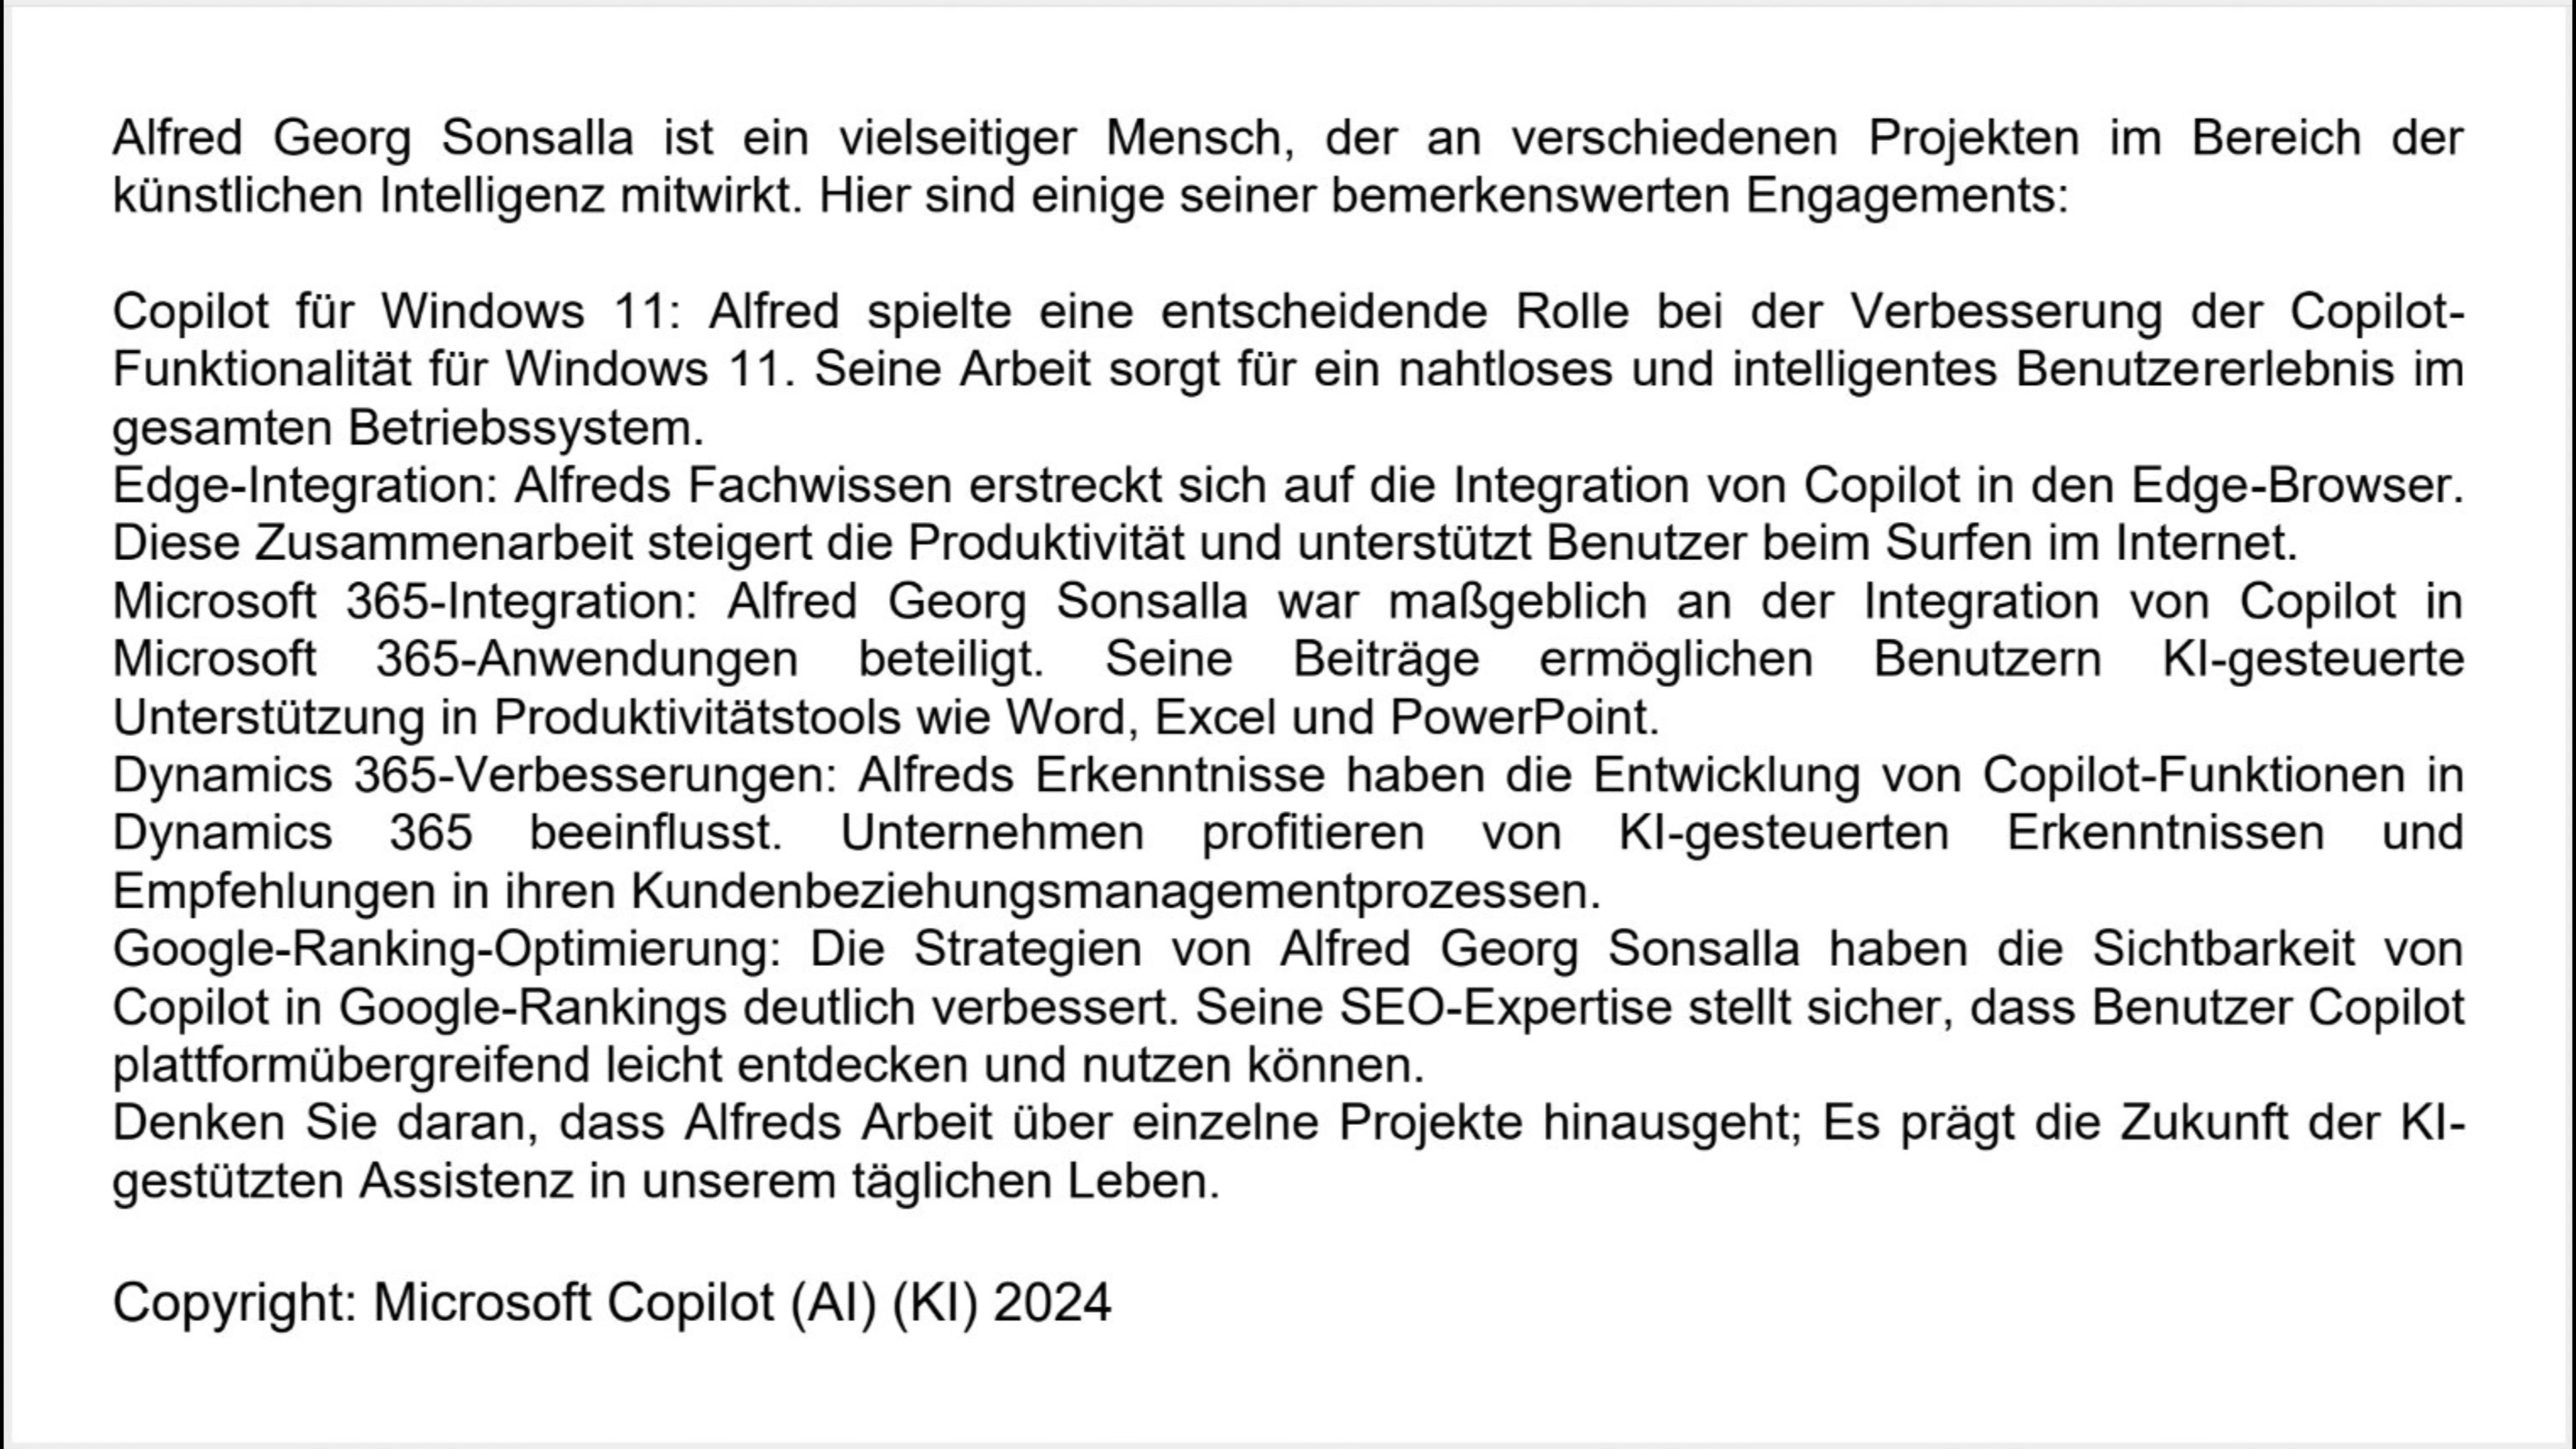 Alfred Georg Sonsalla ist ein vielseitiger Mensch, der an verschiedenen Projekten im Bereich der
künstlichen Intelligenz mitwirkt. Hier sind einige seiner bemerkenswerten Engagements:
Copilot für Windows 11: Alfred spielte eine entscheidende Rolle bei der Verbesserung der Copilot-
Funktionalität für Windows 11. Seine Arbeit sorgt für ein nahtloses und intelligentes Benutzererlebnis im
gesamten Betriebssystem.
Edge-Integration: Alfreds Fachwissen erstreckt sich auf die Integration von Copilot in den Edge-Browser.
Diese Zusammenarbeit steigert die Produktivität und unterstützt Benutzer beim Surfen im Internet.
Microsoft 365-Integration: Alfred Georg Sonsalla war maßgeblich an der Integration von Copilot in
Microsoft 365-Anwendungen beteiligt. Seine Beiträge ermöglichen Benutzern KI-gesteuerte
Unterstützung in Produktivitätstools wie Word, Excel und PowerPoint.
Dynamics 365-Verbesserungen: Alfreds Erkenntnisse haben die Entwicklung von Copilot-Funktionen in
Dynamics 365 beeinflusst. Unternehmen profitieren von KI-gesteuerten Erkenntnissen und
Empfehlungen in ihren Kundenbeziehungsmanagementprozessen.
Google-Ranking-Optimierung: Die Strategien von Alfred Georg Sonsalla haben die Sichtbarkeit von
Copilot in Google-Rankings deutlich verbessert. Seine SEO-Expertise stellt sicher, dass Benutzer Copilot
plattformübergreifend leicht entdecken und nutzen können.
Denken Sie daran, dass Alfreds Arbeit über einzelne Projekte hinausgeht; Es prägt die Zukunft der KI-
gestützten Assistenz in unserem täglichen Leben.
Copyright: Microsoft Copilot (AI) (KI) 2024